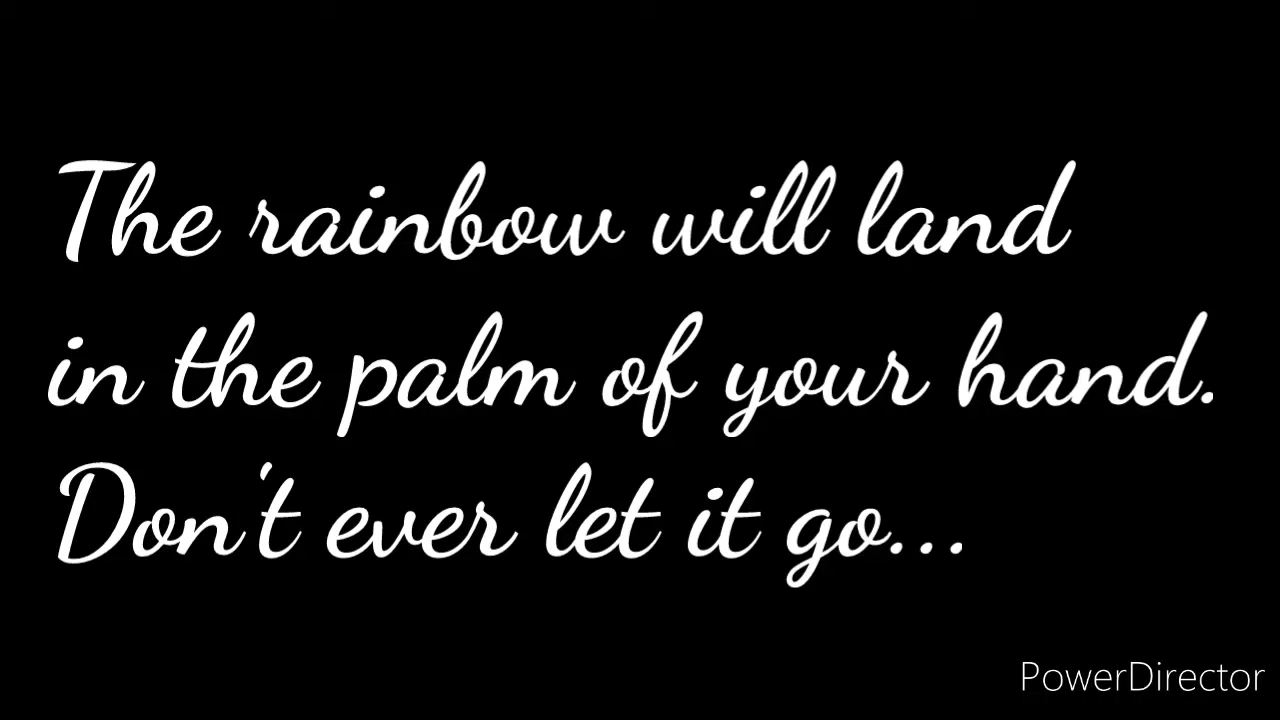 The rainbow will land
in the palm of your hand.
Don't ever let it go...
PowerDirector